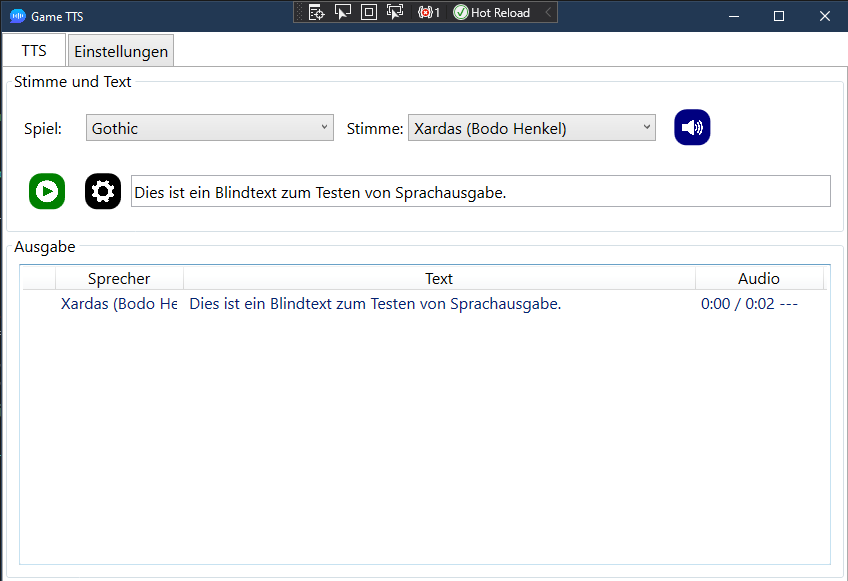 Game TTS
1 Hot Reload
TTS Einstellungen
Stimme und Text
Spiel: Gothic Stimme: Xardas (Bodo Henkel)
Dies ist ein Blindtext zum Testen von Sprachausgabe.
Ausgabe
Sprecher Text Audio
Xardas (Bodo He Dies ist ein Blindtext zum Testen von Sprachausgabe. 0:00 / 0:02 ---